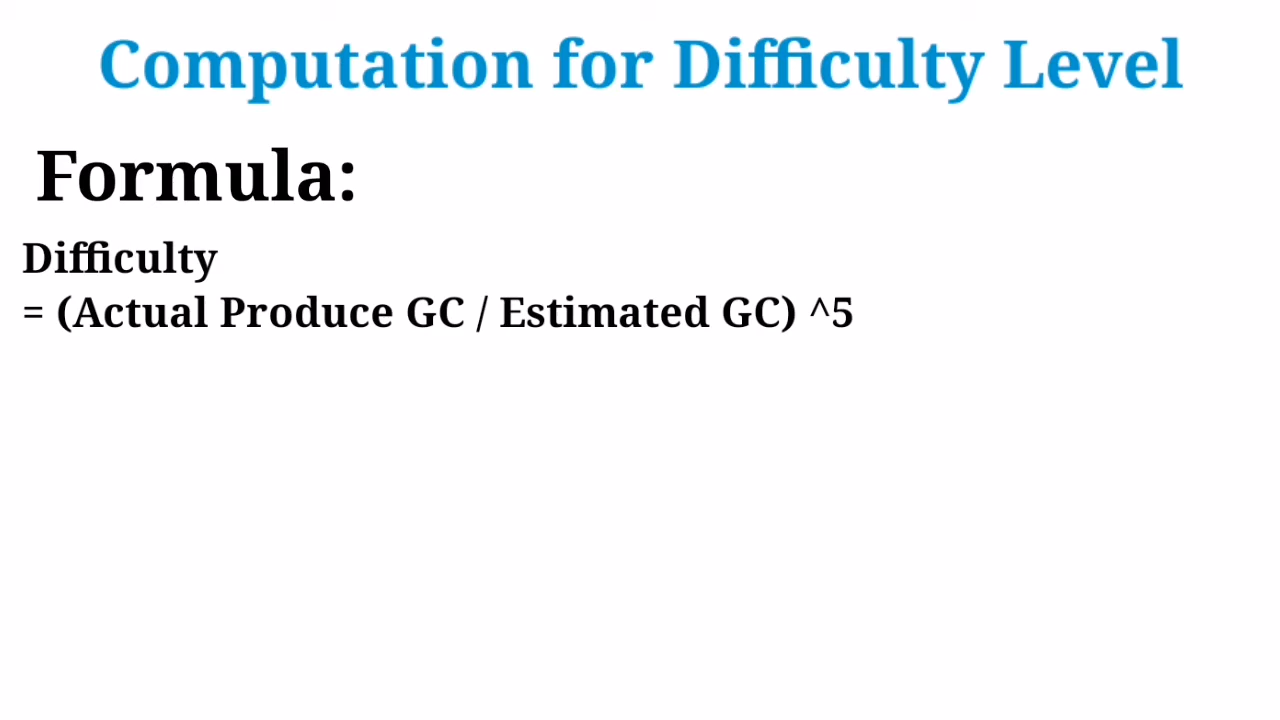 Computation for Difficulty Level
Formula:
Difficulty
= (Actual Produce GC / Estimated GC) ^5